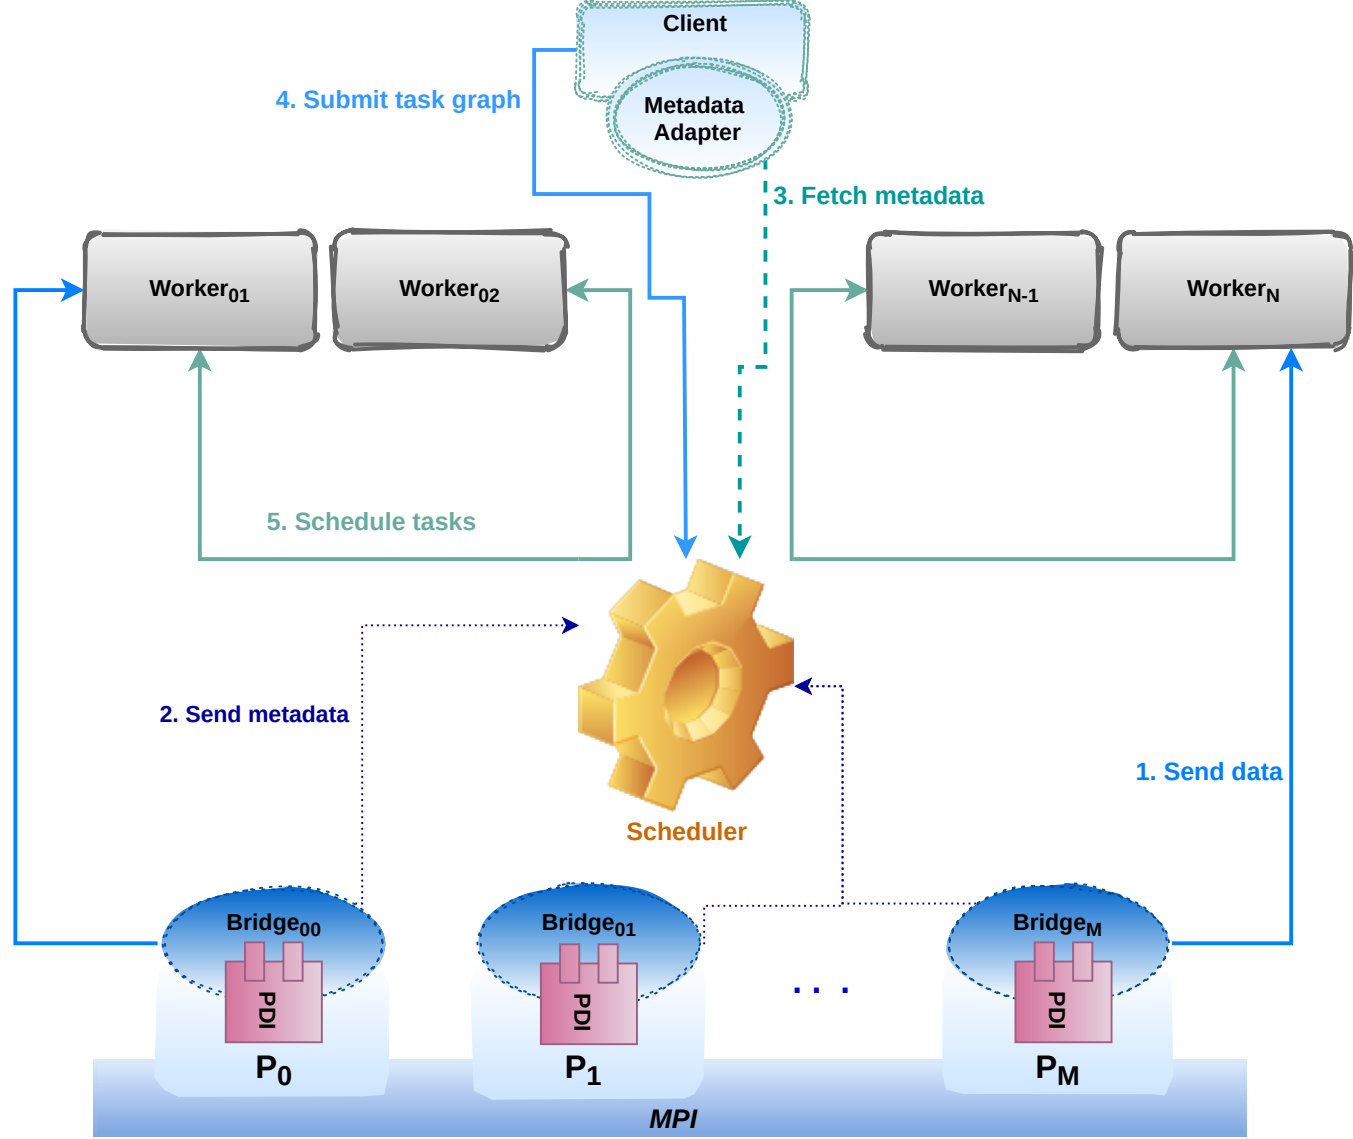 Client
4. Submit task graph
Metadata
Adapter
3. Fetch metadata
Worker01
Worker02
WorkerN-1
WorkerN
5. Schedule tasks
2. Send metadata
1. Send data
Scheduler
Bridge00
Bridge01
BridgeM
PDI
PDI
PDI
. . .
P0
P1
PM
MPI